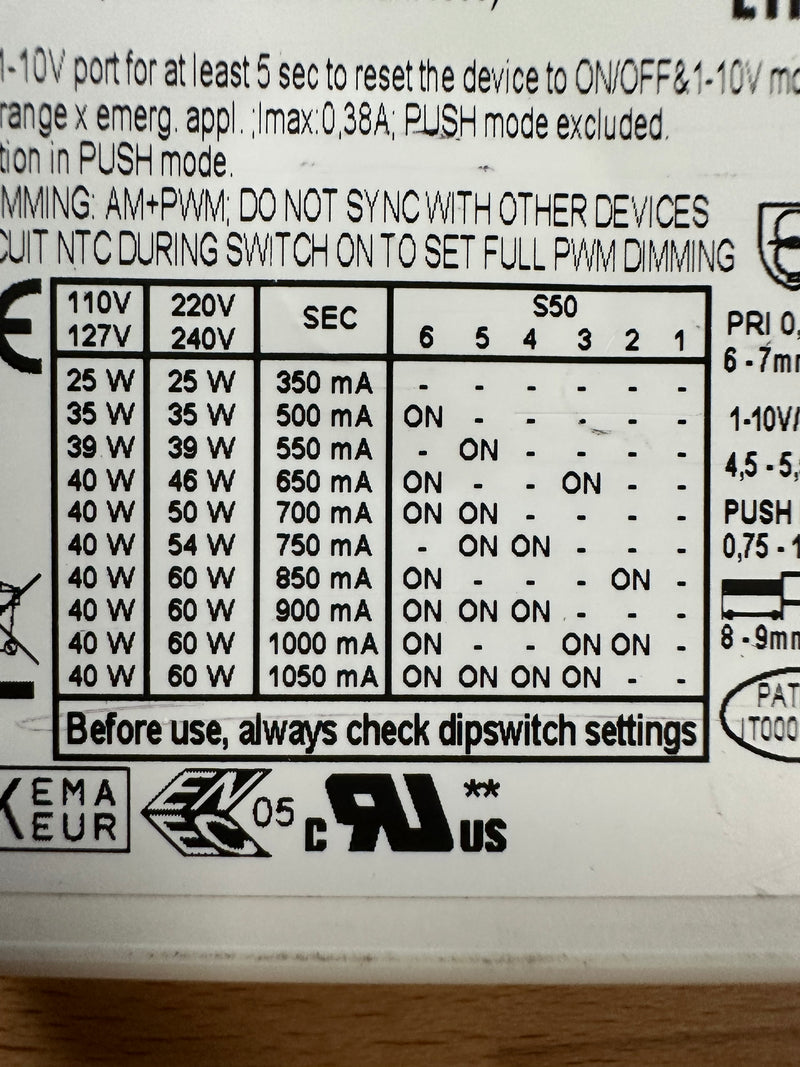 1-10V port for at least 5 sec to reset the device to ON/OFF&1-10V
range x emerg. appl. ;Imax:0,38A; PUSH mode excluded.
tion in PUSH mode.
MMING: AM+PWM; DO NOT SYNC WITH OTHER DEVICES
CUIT NTC DURING SWITCH ON TO SET FULL PWM DIMMING
110V 220V SEC S50
127V 240V 6 5 4 3 2 1
25 W 25 W 350 mA - - - - - -
35 W 35 W 500 mA ON - - - - -
39 W 39 W 550 mA - ON - - - -
40 W 46 W 650 mA ON - - ON - -
40 W 50 W 700 mA ON ON - - - -
40 W 54 W 750 mA - ON ON - - -
40 W 60 W 850 mA ON - - - ON -
40 W 60 W 900 mA ON ON ON - - -
40 W 60 W 1000 mA ON - - ON ON -
40 W 60 W 1050 mA ON ON ON ON - -
Before use, always check dipswitch settings
PRI 0,
6 - 7mm
1-10V/
4,5 - 5,
PUSH
0,75 - 1
8 - 9mm
PAT
IT000
CE
KEMA
EUR
ENEC 05
c RU US **